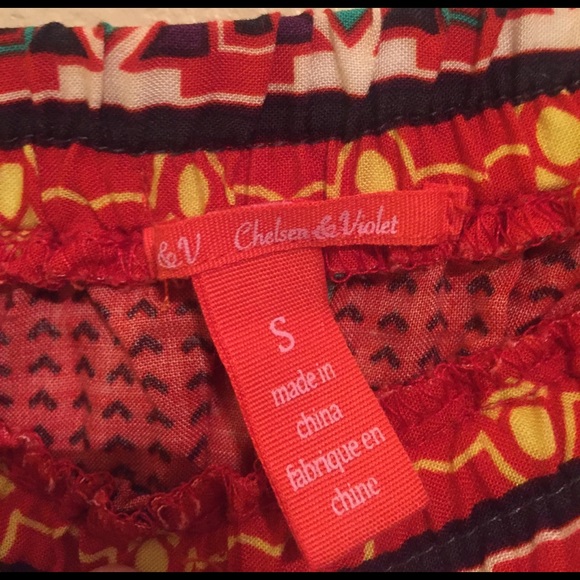 &V Chelsea & Violet
S
made in
china
fabrique en
chine